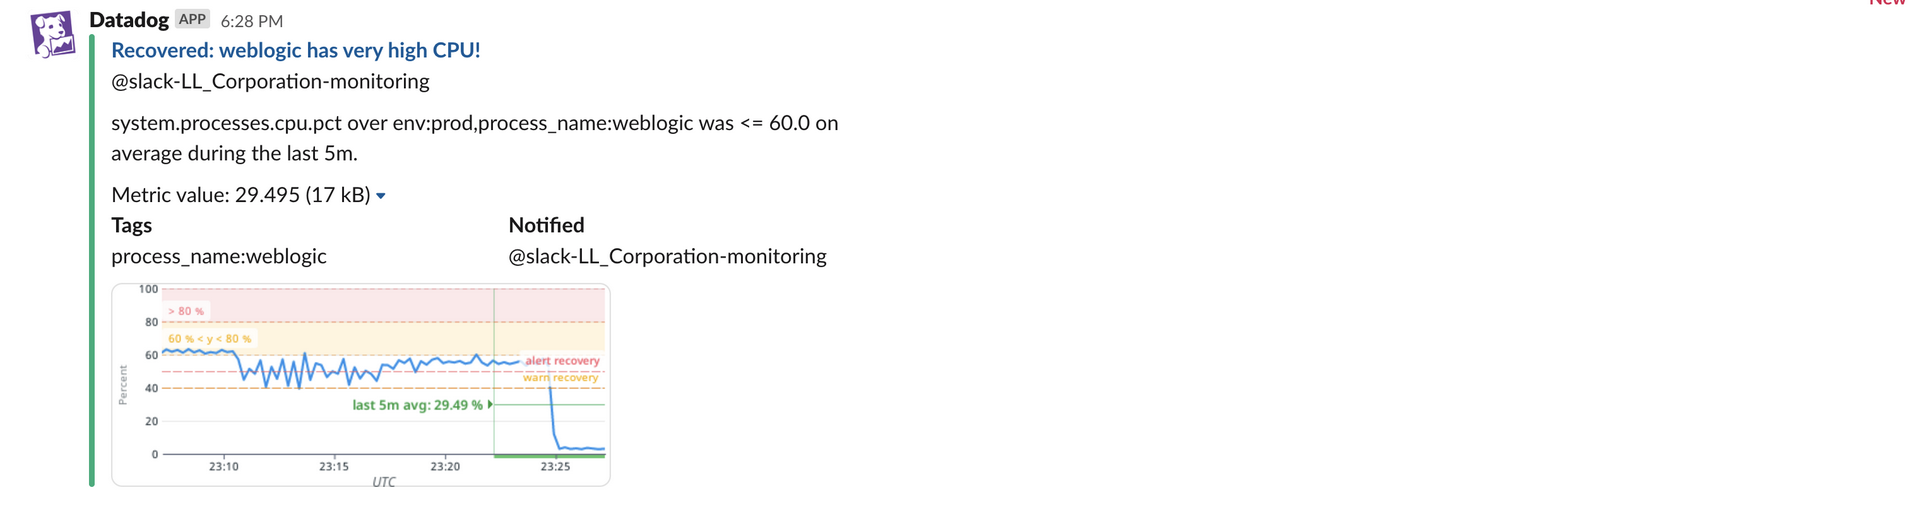 New
Datadog APP 6:28 PM
Recovered: weblogic has very high CPU!
@slack-LL_Corporation-monitoring
system.processes.cpu.pct over env:prod,process_name:weblogic was <= 60.0 on
average during the last 5m.
Metric value: 29.495 (17 kB)
Tags Notified
process_name:weblogic @slack-LL_Corporation-monitoring
100
> 80 %
80
60 % < y < 80 %
60
alert recovery
warn recovery
40
last 5m avg: 29.49 %
20
0
Percent
23:10 23:15 23:20 23:25
UTC